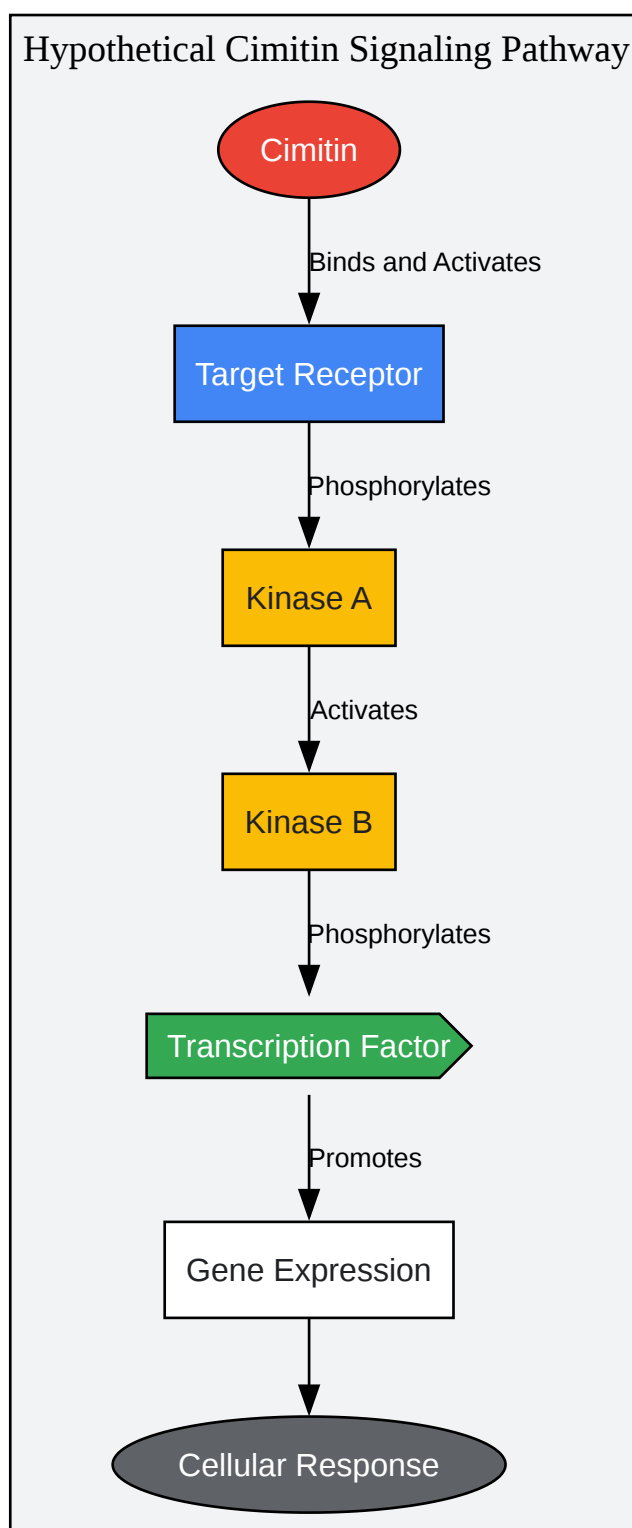 Hypothetical Cimitin Signaling Pathway
Cimitin
Binds and Activates
Target Receptor
Phosphorylates
Kinase A
Activates
Kinase B
Phosphorylates
Transcription Factor
Promotes
Gene Expression
Cellular Response